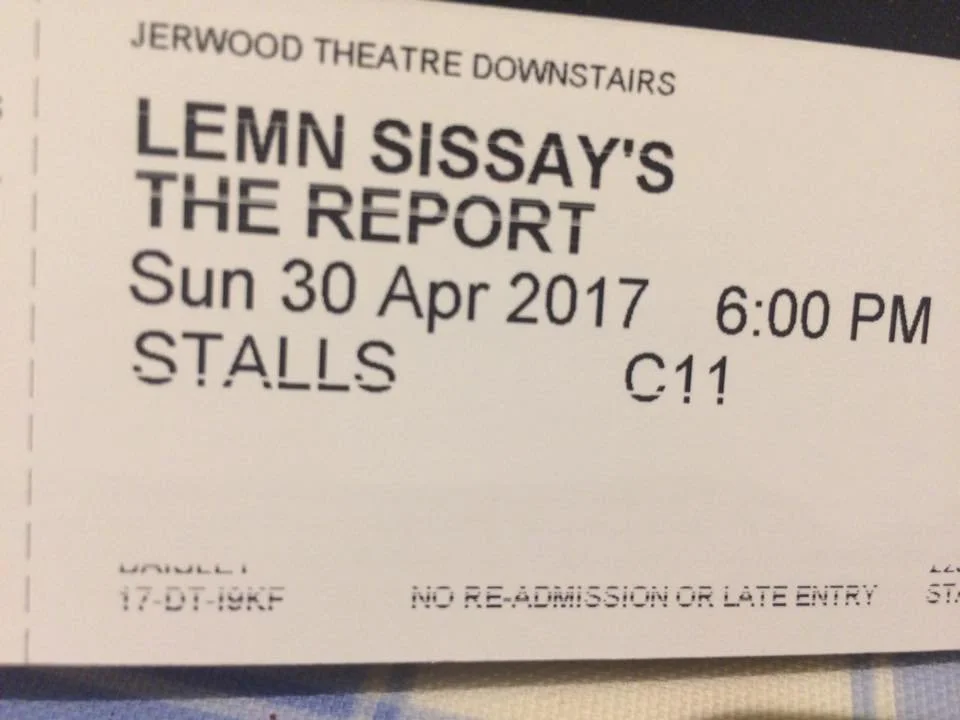 JERWOOD THEATRE DOWNSTAIRS
LEMN SISSAY'S
THE REPORT
Sun 30 Apr 2017 6:00 PM
STALLS C11
17-DT-I9KF NO RE-ADMISSION OR LATE ENTRY